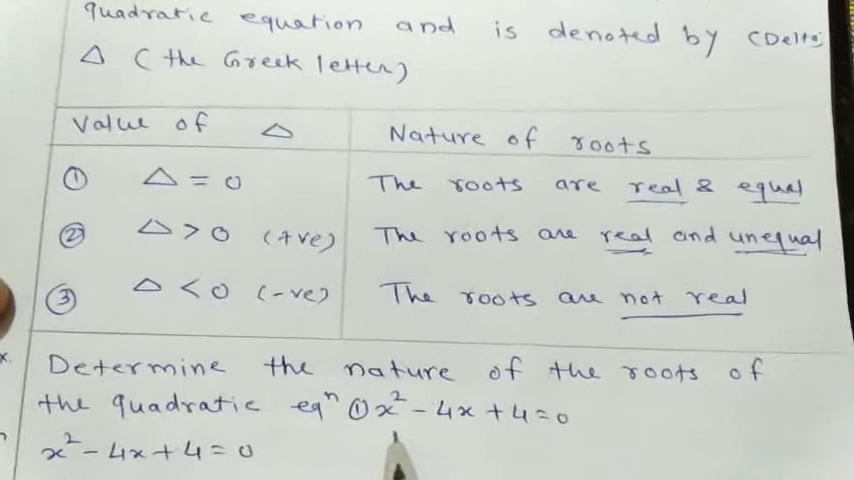 quadratic equation and is denoted by (Delta)
△ (the Greek letter)
Value of △ Nature of roots
① △ = 0 The roots are real & equal
② △ > 0 (+ve) The roots are real and unequal
③ △ < 0 (-ve) The roots are not real
Determine the nature of the roots of
the quadratic eqⁿ ① x² - 4x + 4 = 0
x² - 4x + 4 = 0